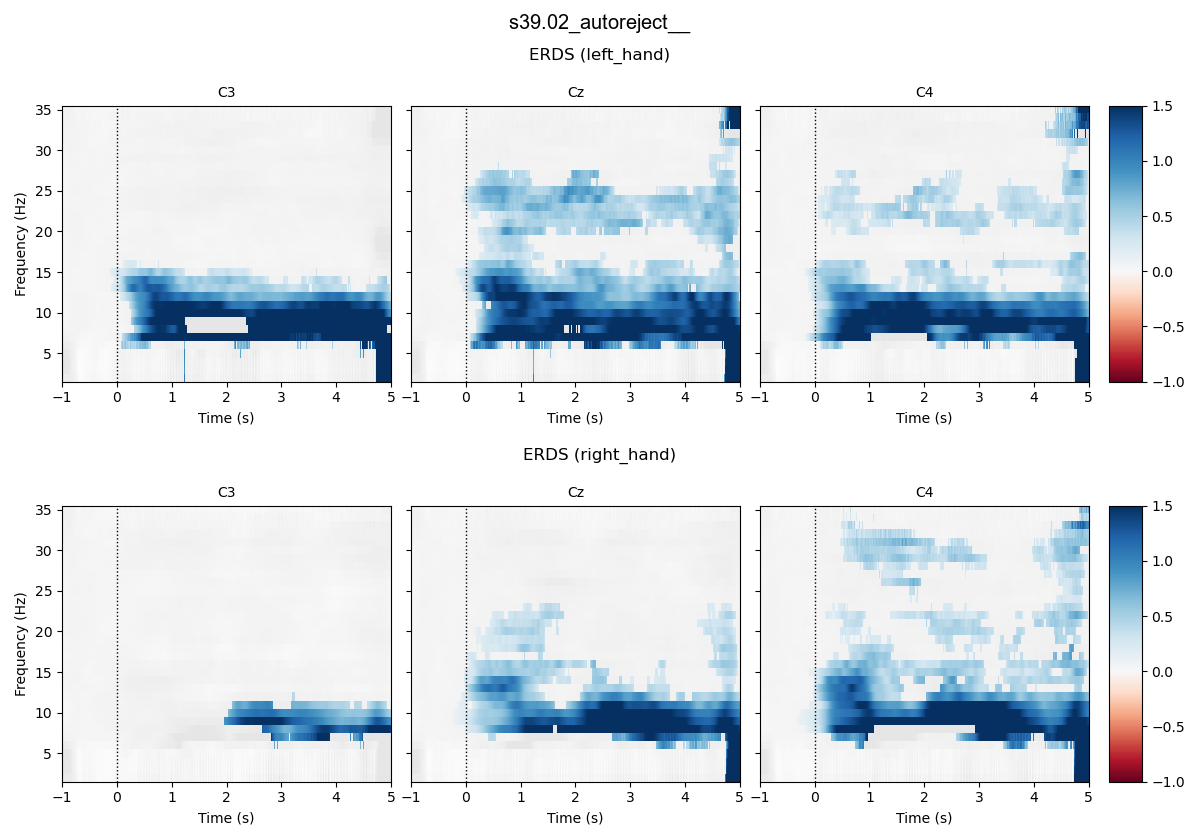 s39.02_autoreject__
ERDS (left_hand)
C3 Cz C4
35 30 25 20 15 10 5
Frequency (Hz)
−1 0 1 2 3 4 5 −1 0 1 2 3 4 5 −1 0 1 2 3 4 5
Time (s) Time (s) Time (s)
1.5 1.0 0.5 0.0 −0.5 −1.0
ERDS (right_hand)
C3 Cz C4
35 30 25 20 15 10 5
Frequency (Hz)
−1 0 1 2 3 4 5 −1 0 1 2 3 4 5 −1 0 1 2 3 4 5
Time (s) Time (s) Time (s)
1.5 1.0 0.5 0.0 −0.5 −1.0